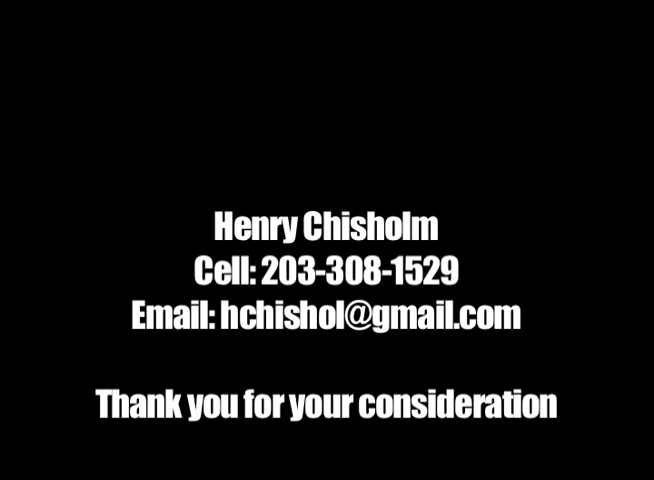 Henry Chisholm
Cell: 203-308-1529
Email: hchishol@gmail.com
Thank you for your consideration